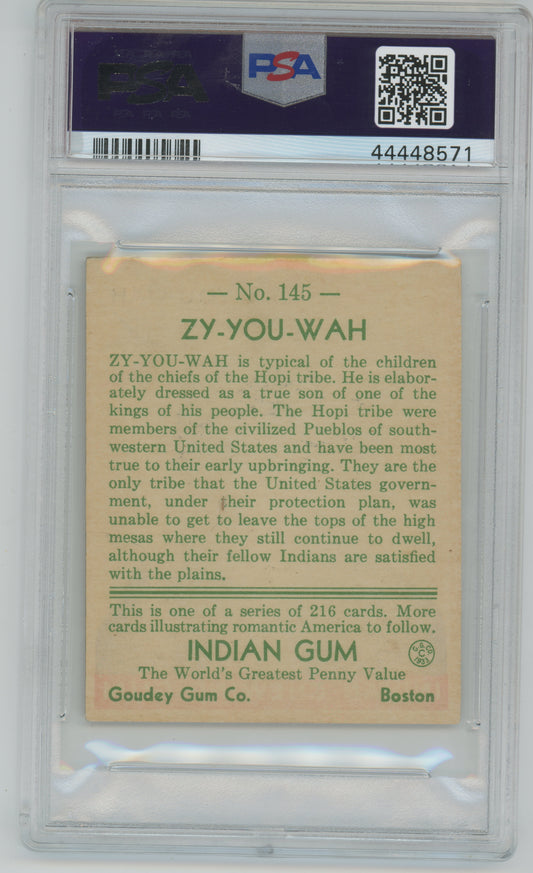 PSA
PSA
44448571
— No. 145 —
ZY-YOU-WAH
ZY-YOU-WAH is typical of the children
of the chiefs of the Hopi tribe. He is elabor-
ately dressed as a true son of one of the
kings of his people. The Hopi tribe were
members of the civilized Pueblos of south-
western United States and have been most
true to their early upbringing. They are the
only tribe that the United States govern-
ment, under their protection plan, was
unable to get to leave the tops of the high
mesas where they still continue to dwell,
although their fellow Indians are satisfied
with the plains.
This is one of a series of 216 cards. More
cards illustrating romantic America to follow.
INDIAN GUM
The World's Greatest Penny Value
Goudey Gum Co. Boston